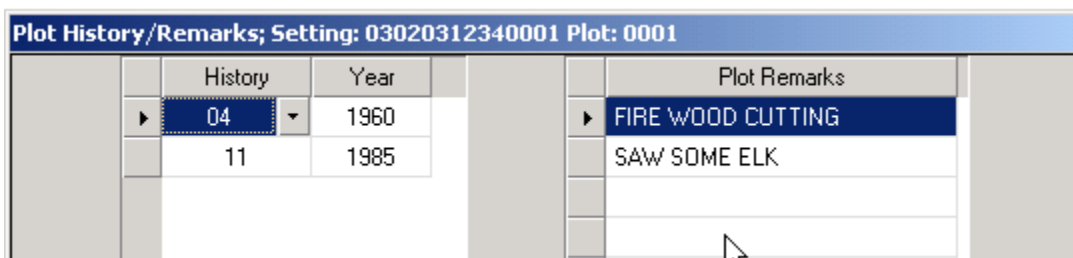 Plot History/Remarks; Setting: 03020312340001 Plot: 0001
History Year Plot Remarks
04 1960 FIRE WOOD CUTTING
11 1985 SAW SOME ELK